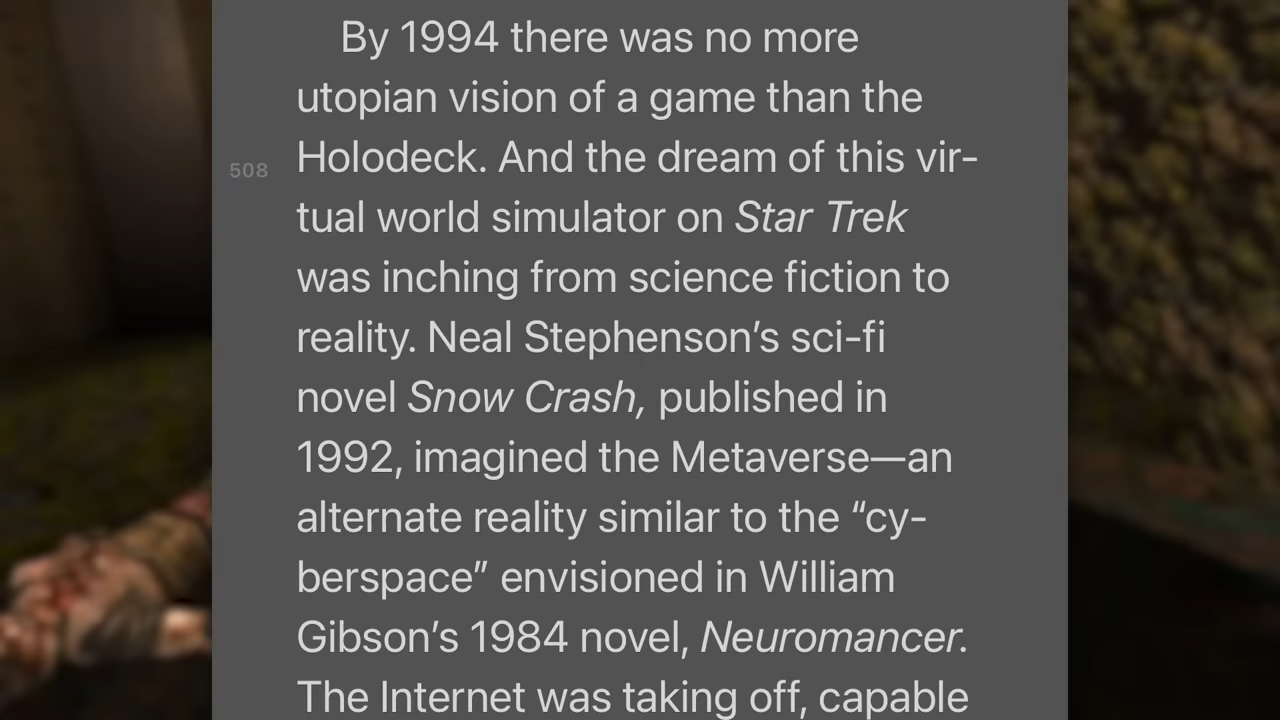 By 1994 there was no more
utopian vision of a game than the
Holodeck. And the dream of this vir-
508
tual world simulator on Star Trek
was inching from science fiction to
reality. Neal Stephenson’s sci-fi
novel Snow Crash, published in
1992, imagined the Metaverse—an
alternate reality similar to the “cy-
berspace” envisioned in William
Gibson’s 1984 novel, Neuromancer.
The Internet was taking off, capable